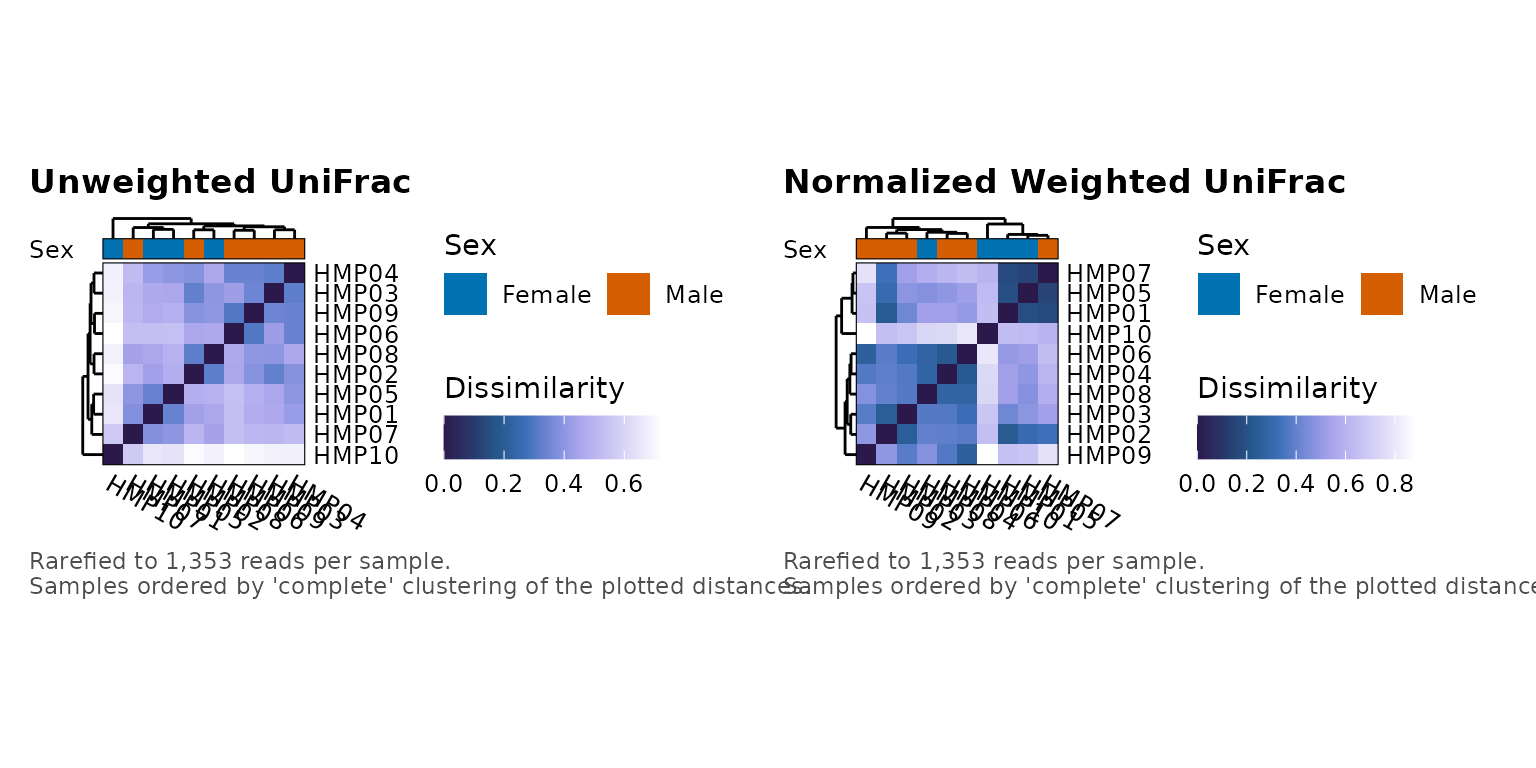 Unweighted UniFrac
Sex
HMP04
HMP03
HMP09
HMP06
HMP08
HMP02
HMP05
HMP01
HMP07
HMP10
HMP10
HMP04
Sex
Female Male
Dissimilarity
0.0 0.2 0.4 0.6
Rarefied to 1,353 reads per sample.
Samples ordered by 'complete' clustering of the plotted distances.
Normalized Weighted UniFrac
Sex
HMP07
HMP05
HMP01
HMP10
HMP06
HMP04
HMP08
HMP03
HMP02
HMP09
HMP09
HMP07
Sex
Female Male
Dissimilarity
0.0 0.2 0.4 0.6 0.8
Rarefied to 1,353 reads per sample.
Samples ordered by 'complete' clustering of the plotted distance